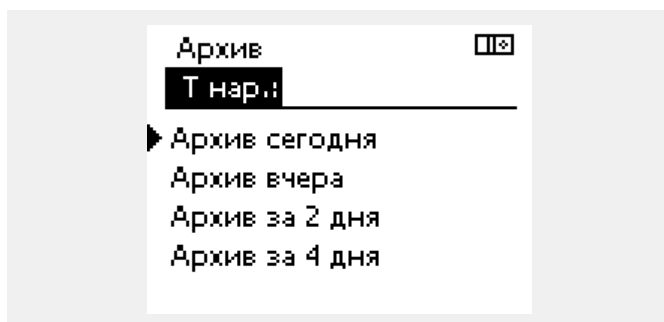 Архив
Т нар.:
Архив сегодня
Архив вчера
Архив за 2 дня
Архив за 4 дня